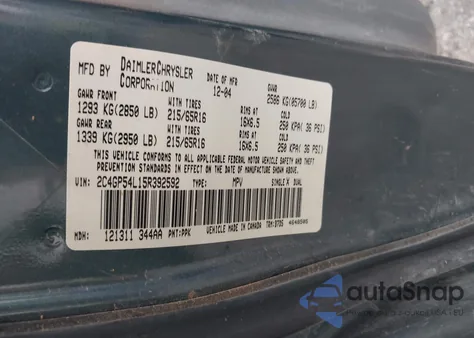 MFD BY DAIMLERCHRYSLER CORPORATION DATE OF MFR 12-04 GVWR 2586 KG(05700 LB)
GAWR FRONT WITH TIRES RIMS AT COLD
1293 KG(2850 LB) 215/65R16 16X6.5 250 KPA( 36 PSI)
GAWR REAR WITH TIRES RIMS AT COLD
1339 KG(2950 LB) 215/65R16 16X6.5 250 KPA( 36 PSI)
THIS VEHICLE CONFORMS TO ALL APPLICABLE FEDERAL MOTOR VEHICLE SAFETY, BUMPER AND THEFT
PREVENTION STANDARDS IN EFFECT ON THE DATE OF MANUFACTURE SHOWN ABOVE.
VIN: 2C4GP54L15R392592 TYPE: MPV SINGLE X DUAL
VEHICLE MADE IN CANADA
MDH: 121311 344AA PNT:PPK
autoSnap